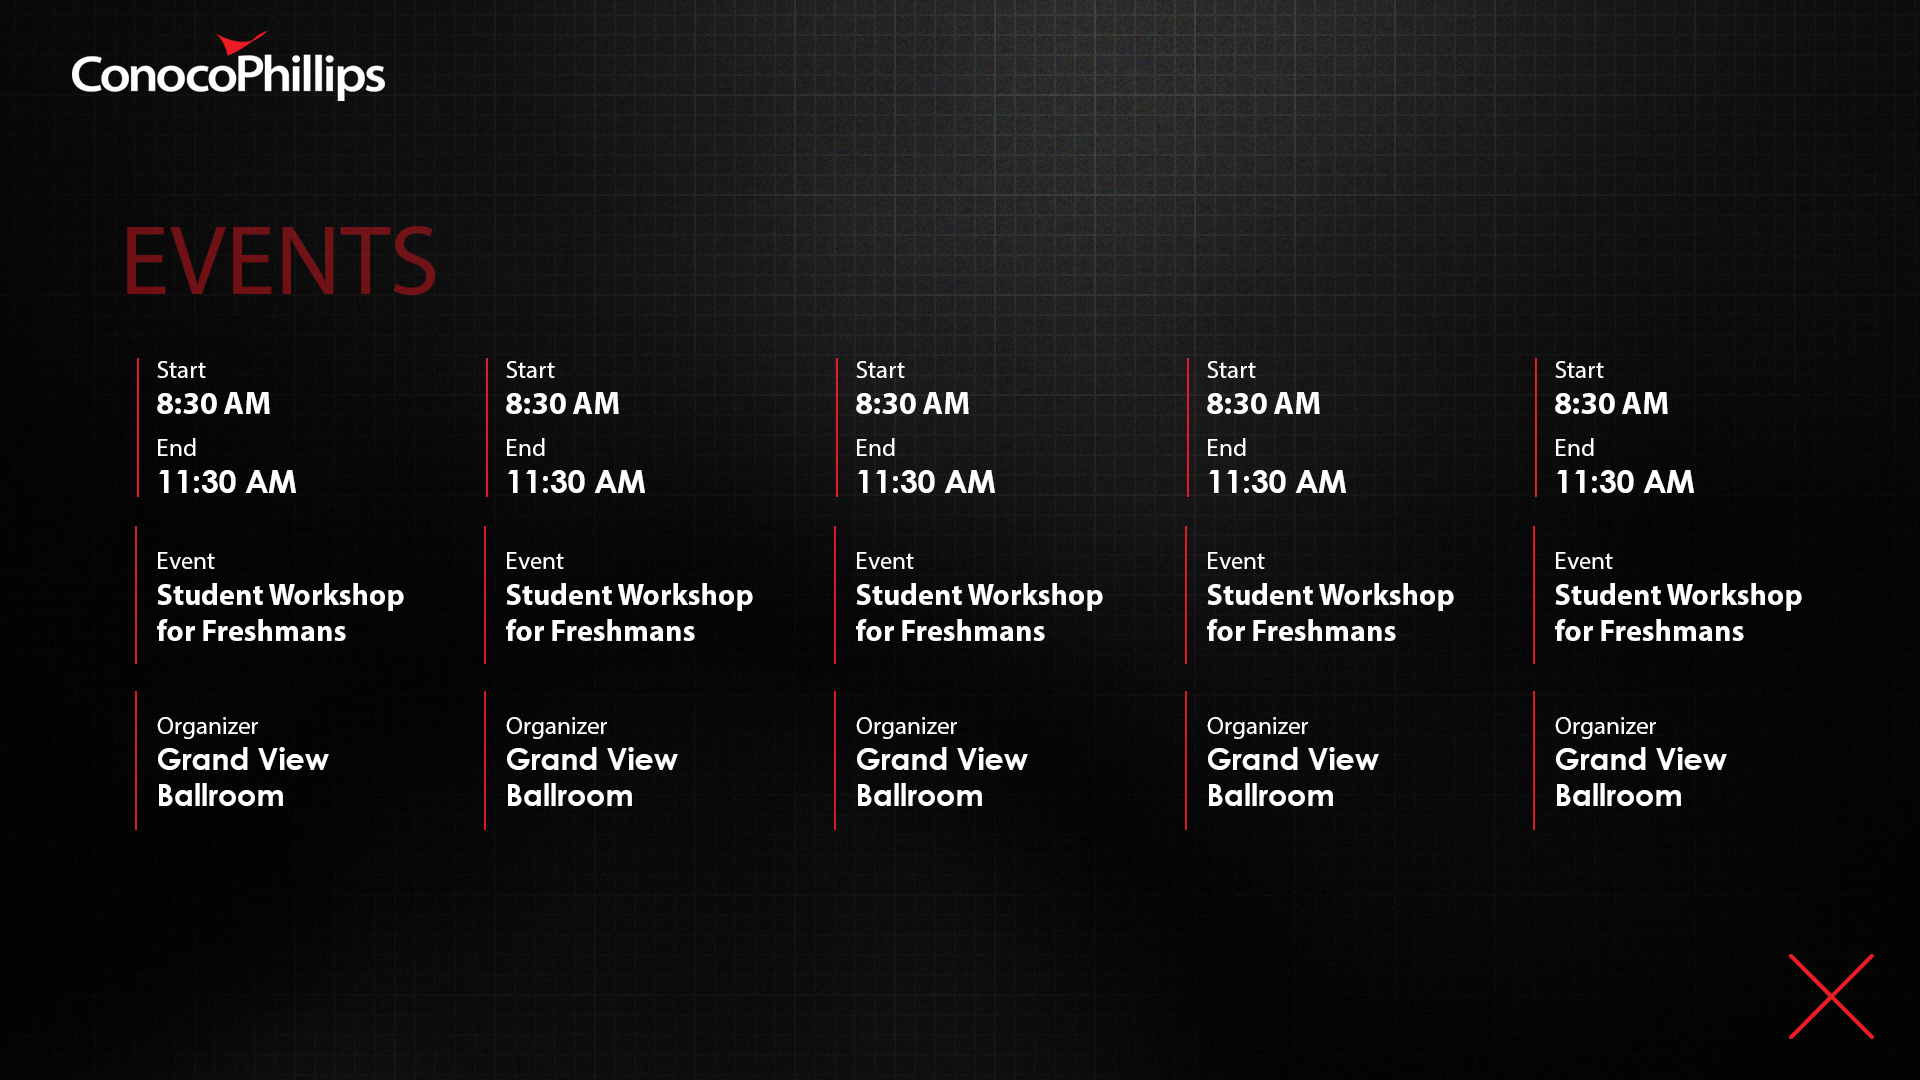 ConocoPhillips
EVENTS
Start
8:30 AM
End
11:30 AM
Event
Student Workshop
for Freshmans
Organizer
Grand View
Ballroom
Start
8:30 AM
End
11:30 AM
Event
Student Workshop
for Freshmans
Organizer
Grand View
Ballroom
Start
8:30 AM
End
11:30 AM
Event
Student Workshop
for Freshmans
Organizer
Grand View
Ballroom
Start
8:30 AM
End
11:30 AM
Event
Student Workshop
for Freshmans
Organizer
Grand View
Ballroom
Start
8:30 AM
End
11:30 AM
Event
Student Workshop
for Freshmans
Organizer
Grand View
Ballroom